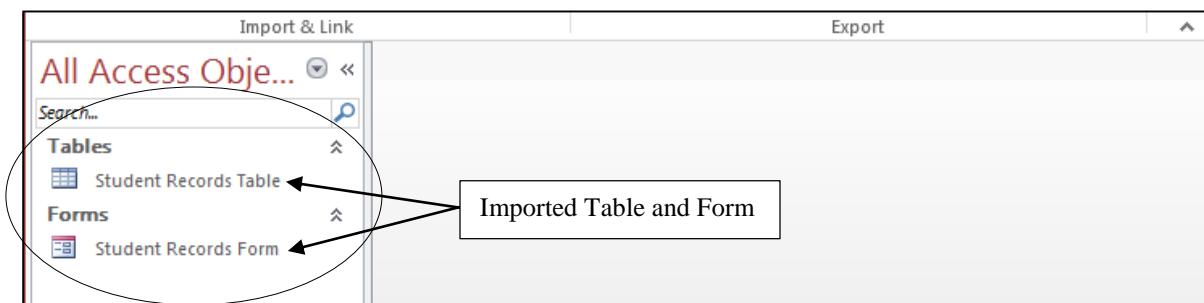 Import & Link
Export
All Access Obje...
Search...
Tables
Student Records Table
Imported Table and Form
Forms
Student Records Form